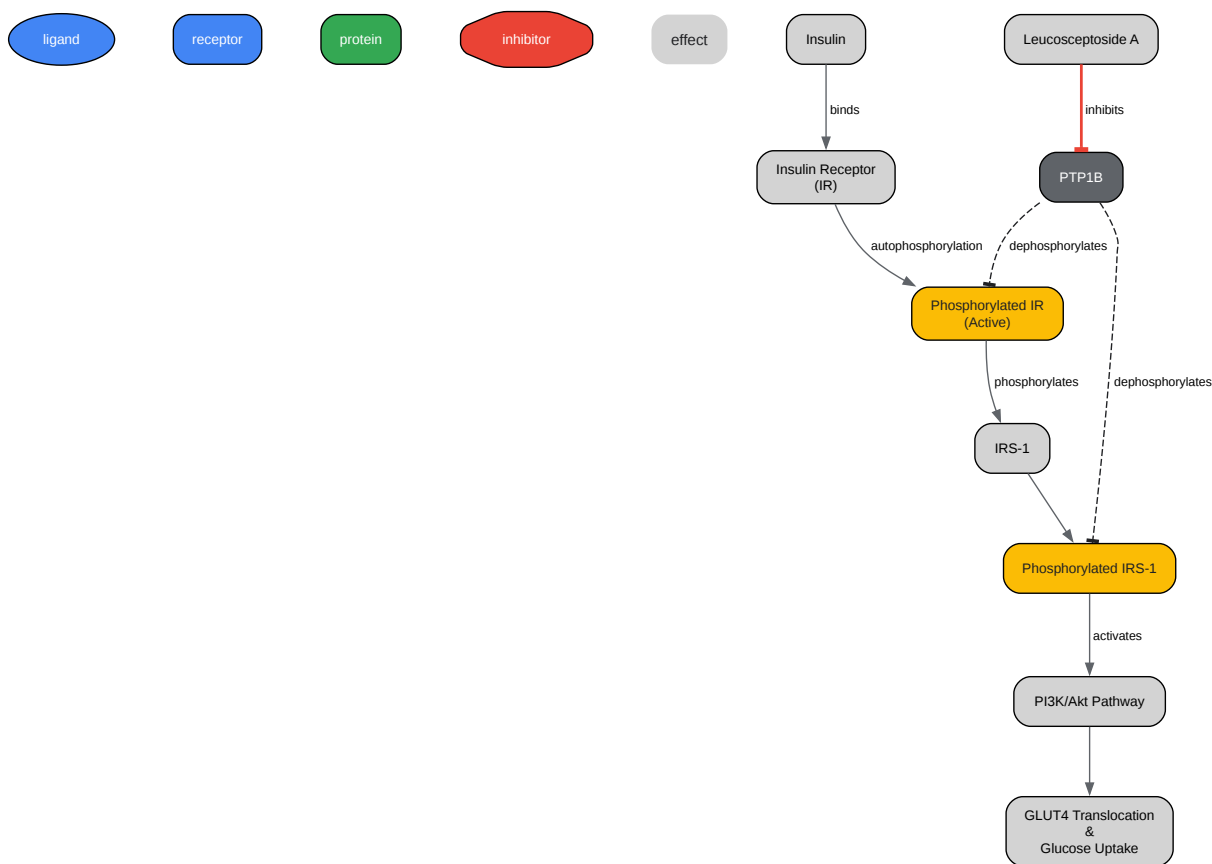 ligand
receptor
protein
inhibitor
effect
Insulin
Leucosceptoside A
binds
inhibits
Insulin Receptor
(IR)
PTP1B
autophosphorylation
dephosphorylates
Phosphorylated IR
(Active)
phosphorylates
dephosphorylates
IRS-1
Phosphorylated IRS-1
activates
PI3K/Akt Pathway
GLUT4 Translocation
&
Glucose Uptake